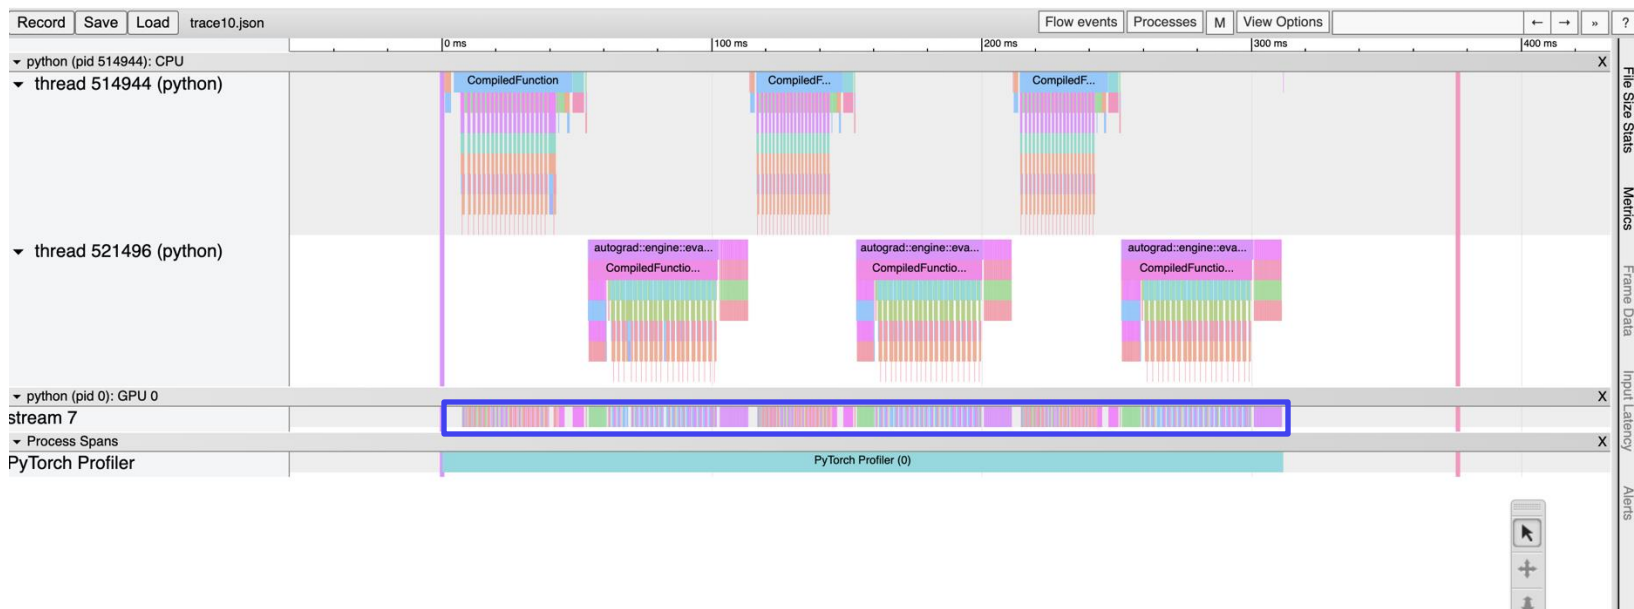 Record Save Load trace10.json Flow events Processes M View Options ← → » ?
0 ms 100 ms 200 ms 300 ms 400 ms
python (pid 514944): CPU X
thread 514944 (python)
CompiledFunction CompiledF... CompiledF...
thread 521496 (python)
autograd::engine::eva... autograd::engine::eva... autograd::engine::eva...
CompiledFunctio... CompiledFunctio... CompiledFunctio...
python (pid 0): GPU 0 X
stream 7
Process Spans X
PyTorch Profiler PyTorch Profiler (0)
File Size Stats
Metrics
Frame Data
Input Latency
Alerts